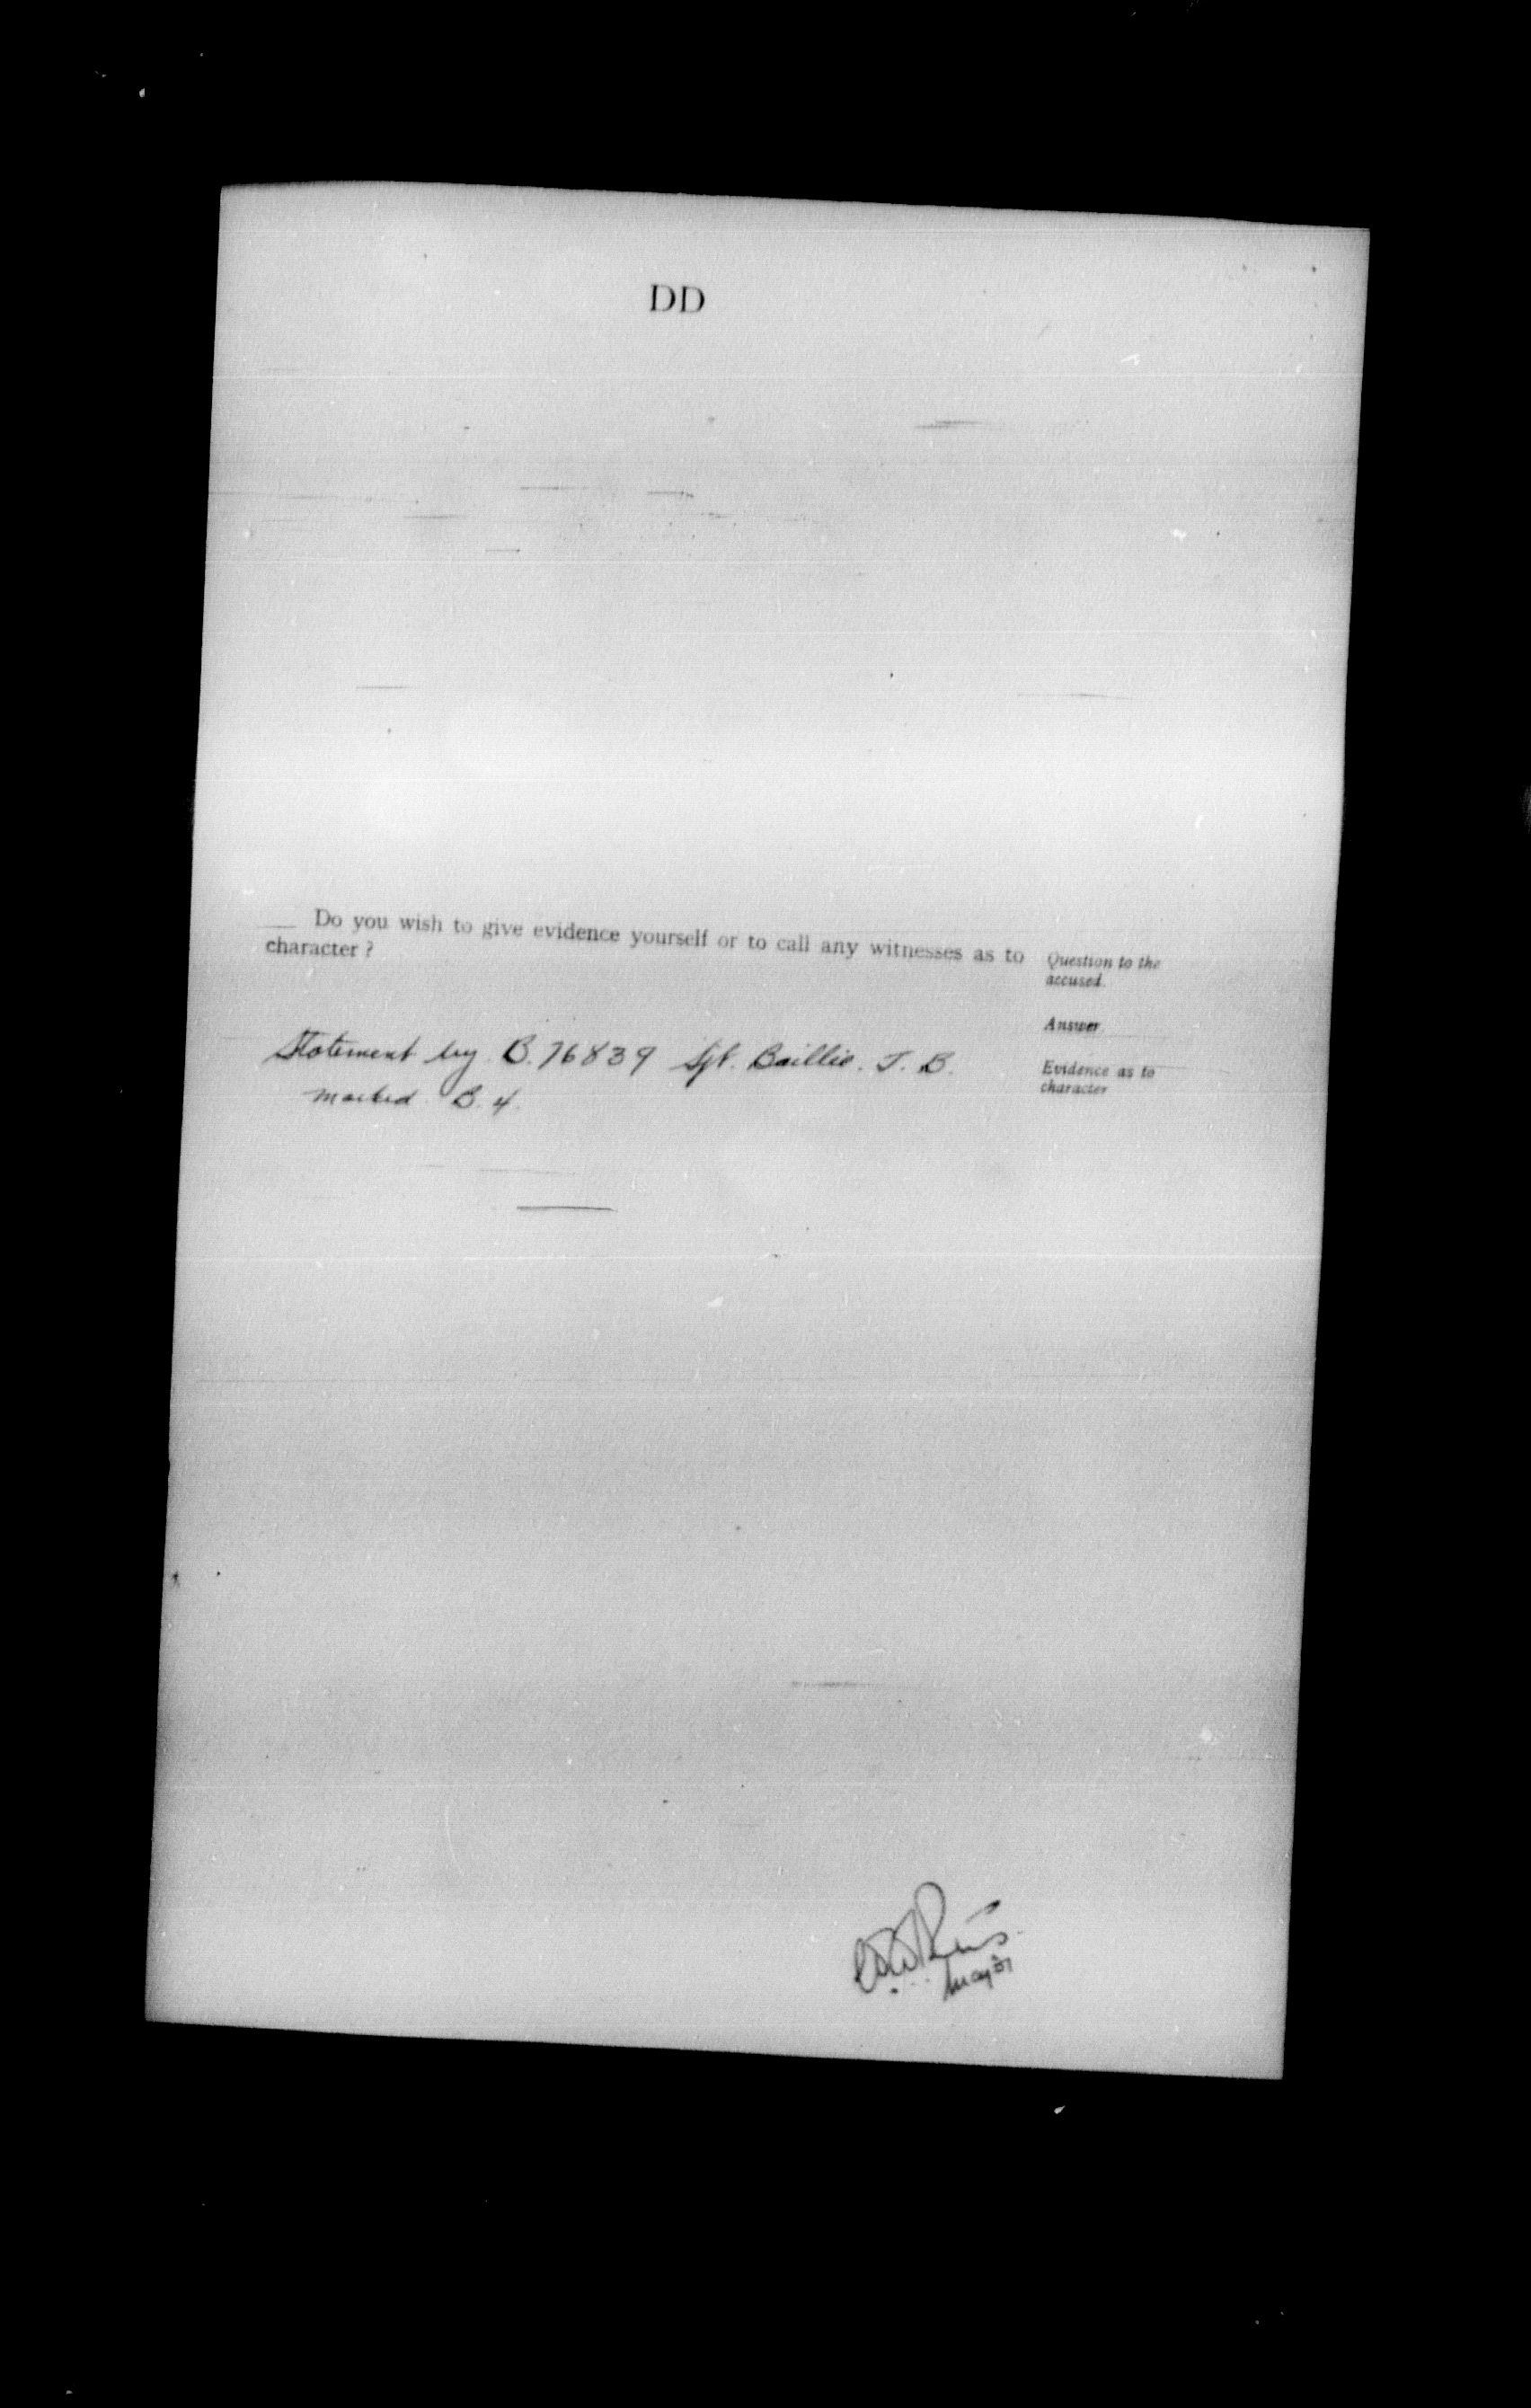 DD
Do you wish to give evidence yourself or to call any witnesses as to
character ?
Question to the
accused.
Answer
Statement by B.76839 Sgt. Baillie. J. B.
marked B.4.
Evidence as to
character
Major